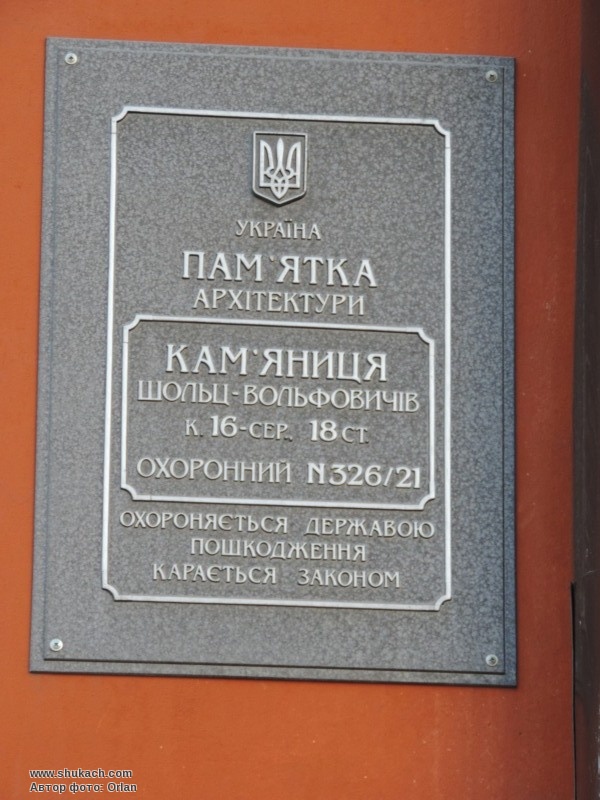 УКРАЇНА
ПАМ'ЯТКА
АРХІТЕКТУРИ
КАМ'ЯНИЦЯ
ШОЛЬЦ-ВОЛЬФОВИЧІВ
К. 16-СЕР. 18 СТ.
ОХОРОННИЙ N326/21
ОХОРОНЯЄТЬСЯ ДЕРЖАВОЮ
ПОШКОДЖЕННЯ
КАРАЄТЬСЯ ЗАКОНОМ
www.shukach.com
Автор фото: Orlan